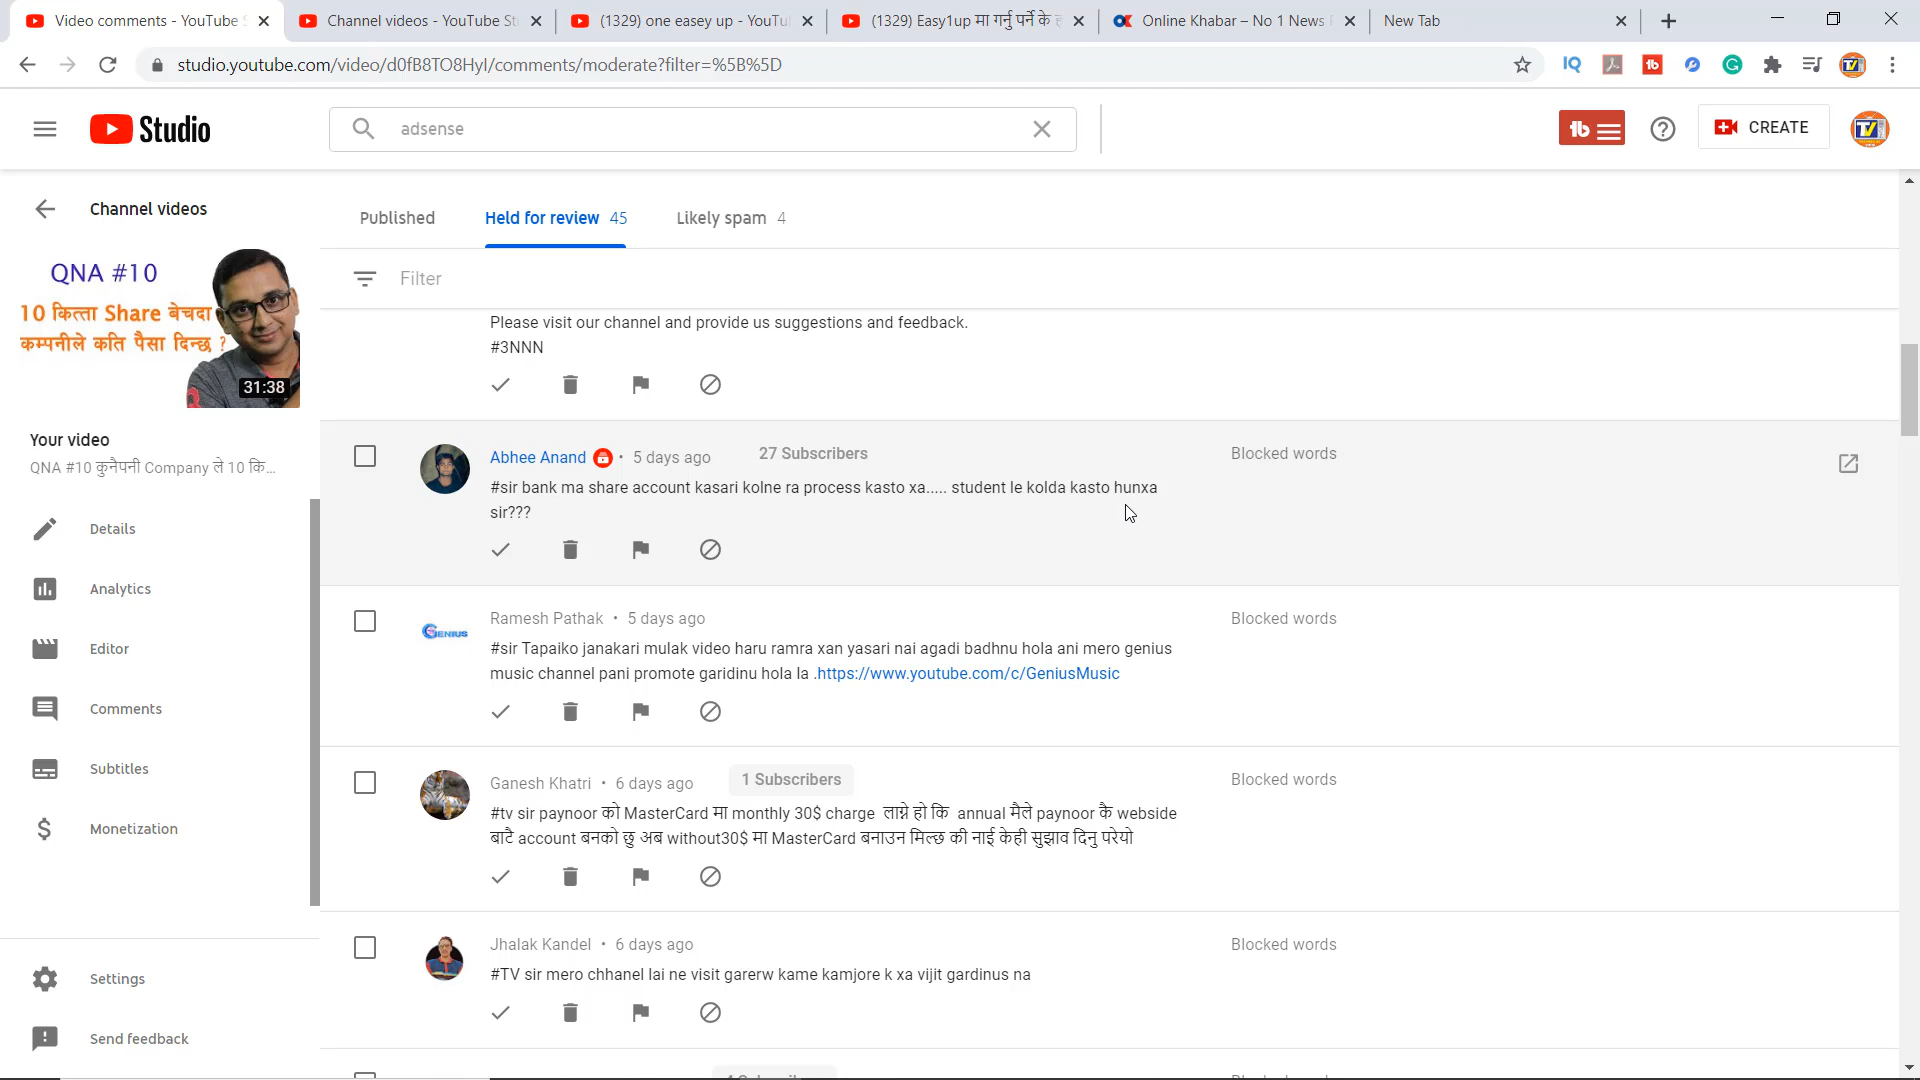 Video comments - YouTube S
Channel videos - YouTube St
(1329) one easey up - YouTu
(1329) Easy1up मा गर्नु पर्ने के ह
Online Khabar – No 1 News P
New Tab
studio.youtube.com/video/d0fB8TO8HyI/comments/moderate?filter=%5B%5D
IQ
tb
Studio
adsense
tb
CREATE
TV
Channel videos
QNA #10
10 कित्ता Share बेचदा
कम्पनीले कति पैसा दिन्छ ?
31:38
Your video
QNA #10 कुनैपनी Company ले 10 कि...
Details
Analytics
Editor
Comments
Subtitles
Monetization
Settings
Send feedback
Published
Held for review 45
Likely spam 4
Filter
Please visit our channel and provide us suggestions and feedback.
#3NNN
Abhee Anand • 5 days ago 27 Subscribers Blocked words
#sir bank ma share account kasari kolne ra process kasto xa..... student le kolda kasto hunxa
sir???
GENIUS
Ramesh Pathak • 5 days ago Blocked words
#sir Tapaiko janakari mulak video haru ramra xan yasari nai agadi badhnu hola ani mero genius
music channel pani promote garidinu hola la .https://www.youtube.com/c/GeniusMusic
Ganesh Khatri • 6 days ago 1 Subscribers Blocked words
#tv sir paynoor को MasterCard मा monthly 30$ charge लाग्ने हो कि annual मैले paynoor कै webside
बाटै account बनको छु अब without30$ मा MasterCard बनाउन मिल्छ की नाई केही सुझाव दिनु परेयो
Jhalak Kandel • 6 days ago Blocked words
#TV sir mero chhanel lai ne visit garerw kame kamjore k xa vijit gardinus na